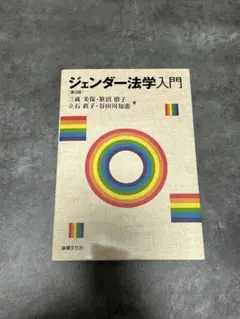 ジェンダー法学入門
[第3版]
三成 美保・笹沼 朋子
立石 直子・谷田川知恵 著
法律文化社